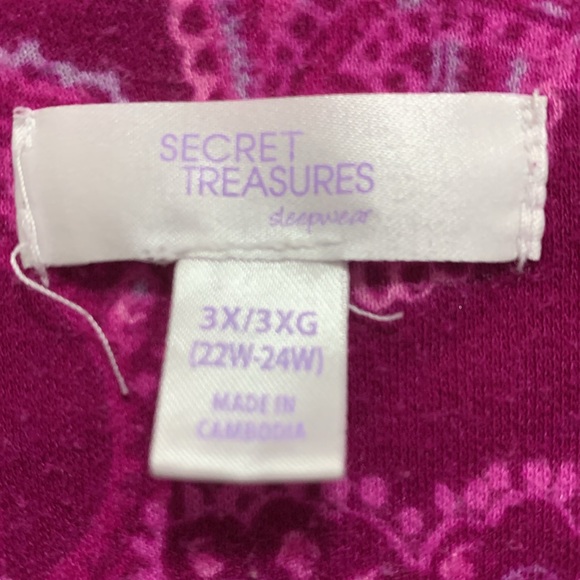 SECRET
TREASURES
sleepwear
3X/3XG
(22W-24W)
MADE IN
CAMBODIA